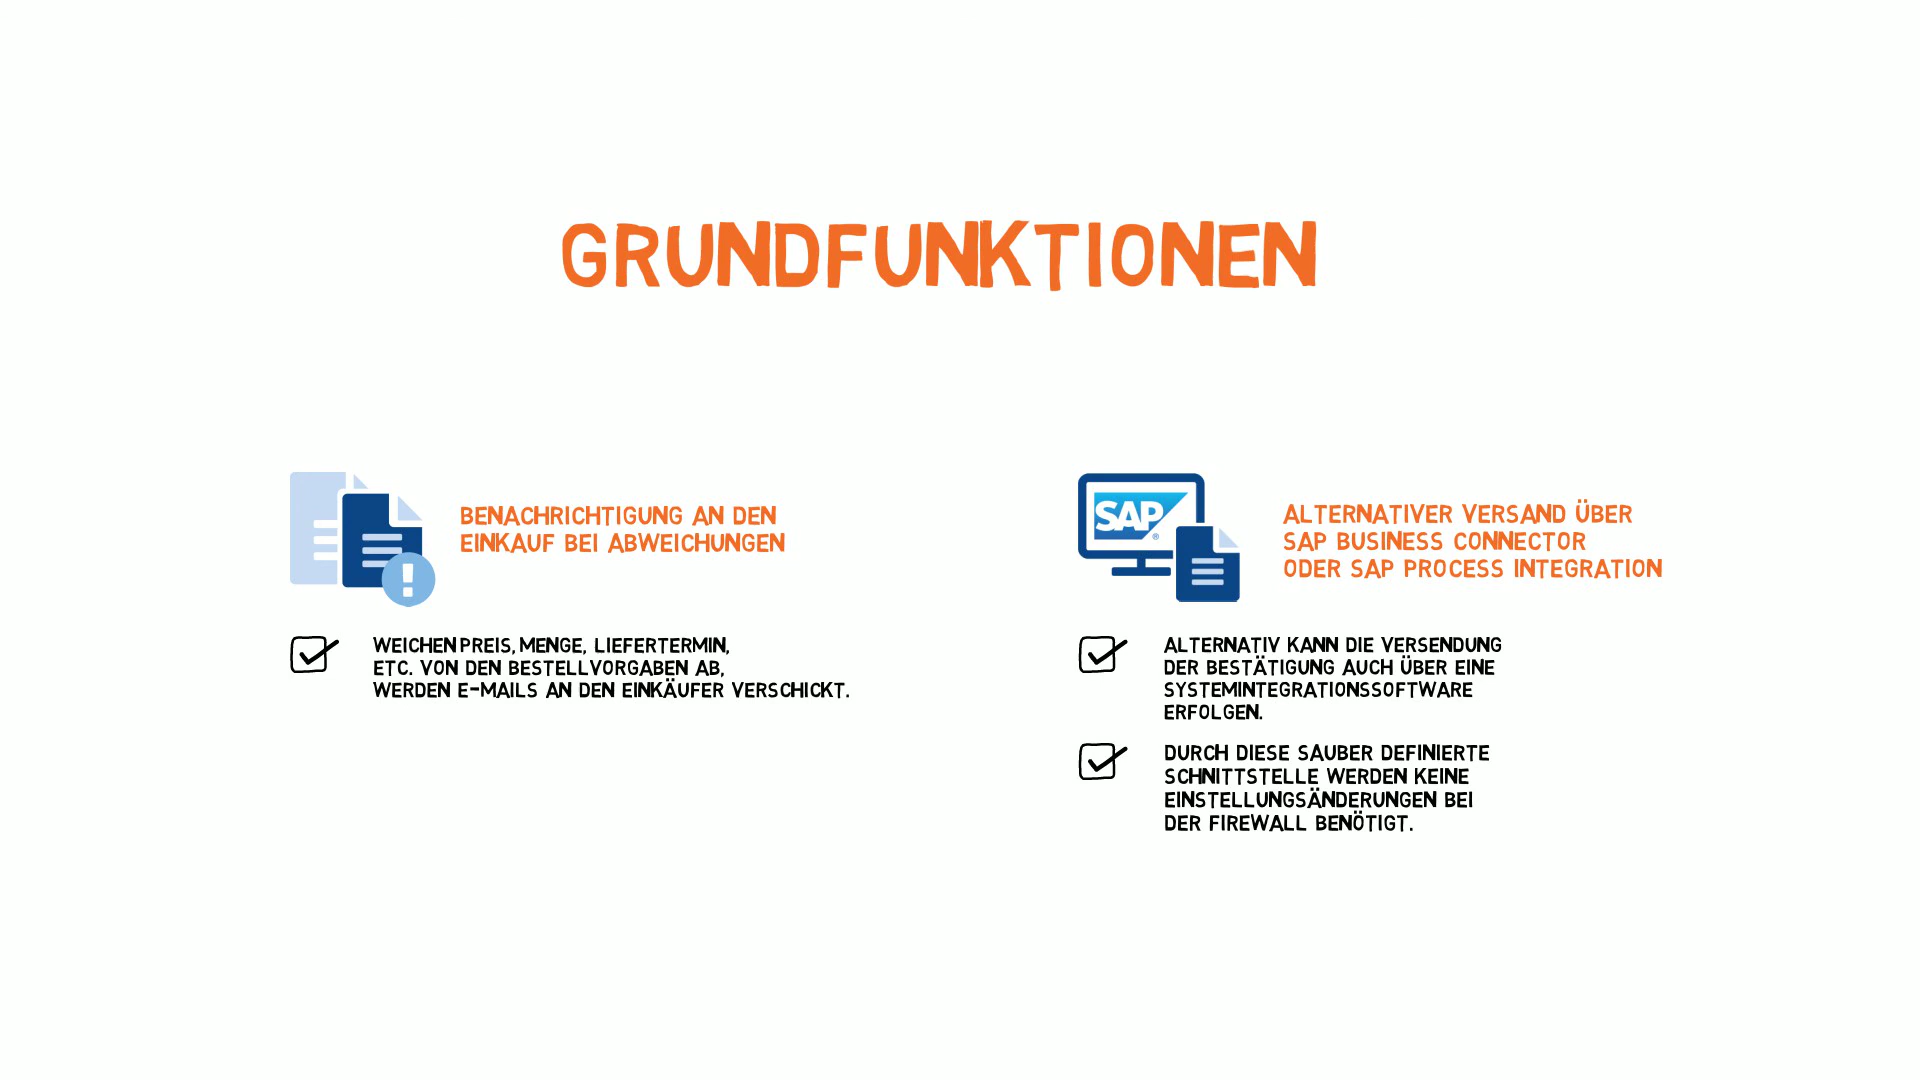 GRUNDFUNKTIONEN
BENACHRICHTIGUNG AN DEN
EINKAUF BEI ABWEICHUNGEN
WEICHEN PREIS, MENGE, LIEFERTERMIN,
ETC. VON DEN BESTELLVORGABEN AB,
WERDEN E-MAILS AN DEN EINKÄUFER VERSCHICKT.
SAP
®
ALTERNATIVER VERSAND ÜBER
SAP BUSINESS CONNECTOR
ODER SAP PROCESS INTEGRATION
ALTERNATIV KANN DIE VERSENDUNG
DER BESTÄTIGUNG AUCH ÜBER EINE
SYSTEMINTEGRATIONSSOFTWARE
ERFOLGEN.
DURCH DIESE SAUBER DEFINIERTE
SCHNITTSTELLE WERDEN KEINE
EINSTELLUNGSÄNDERUNGEN BEI
DER FIREWALL BENÖTIGT.